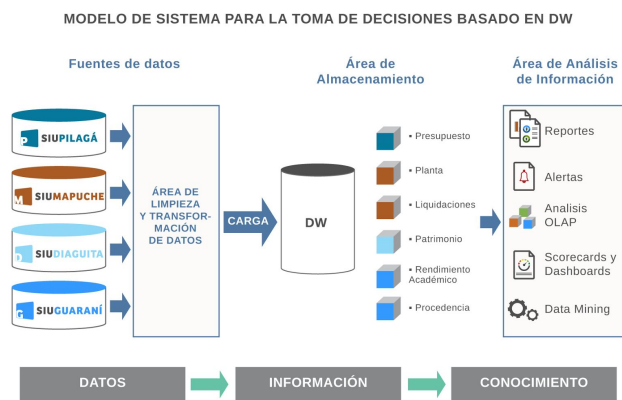 MODELO DE SISTEMA PARA LA TOMA DE DECISIONES BASADO EN DW
Fuentes de datos
Área de
Almacenamiento
Área de Análisis
de Información
P SIUPILAGÁ
M SIUMAPUCHE
D SIUDIAGUITA
G SIUGUARANÍ
ÁREA DE
LIMPIEZA
Y TRANSFOR-
MACIÓN
DE DATOS
CARGA
DW
▪ Presupuesto
▪ Planta
▪ Liquidaciones
▪ Patrimonio
▪ Rendimiento
Académico
▪ Procedencia
Reportes
Alertas
Analisis
OLAP
Scorecards y
Dashboards
Data Mining
DATOS
INFORMACIÓN
CONOCIMIENTO